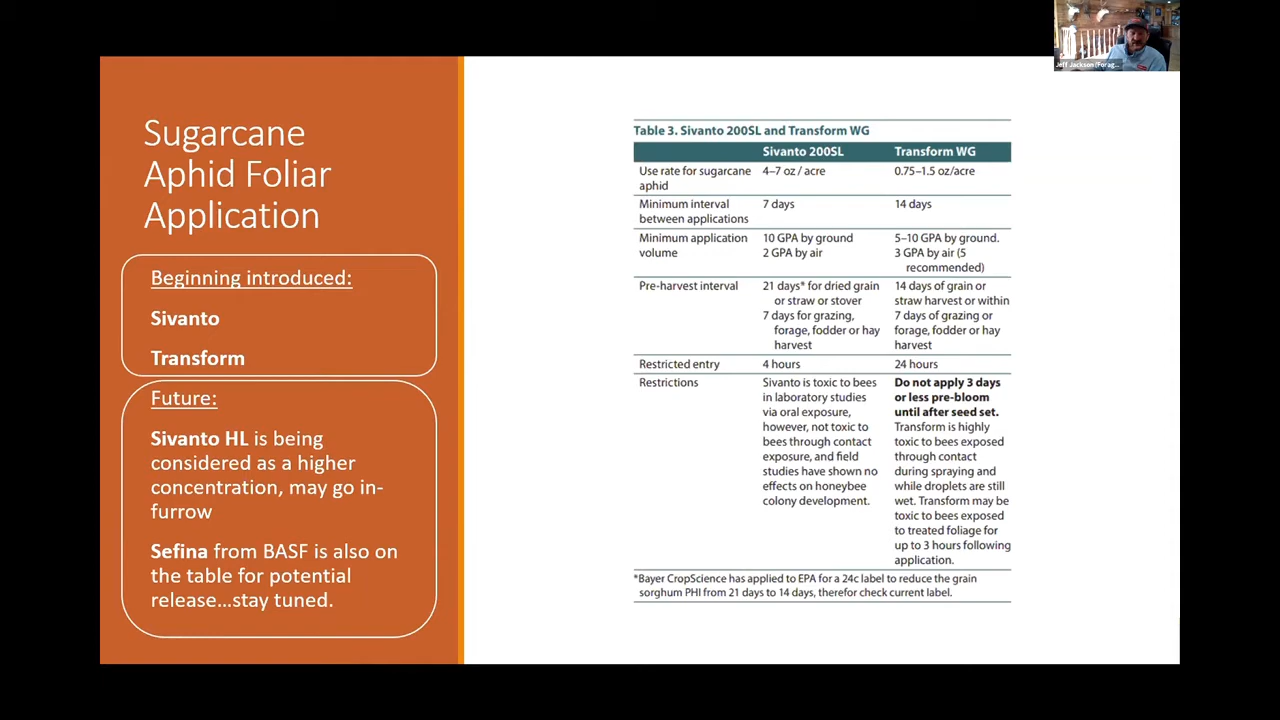 Jeff Jackson (Forag...
Sugarcane
Aphid Foliar
Application
Beginning introduced:
Sivanto
Transform
Future:
Sivanto HL is being
considered as a higher
concentration, may go in-
furrow
Sefina from BASF is also on
the table for potential
release...stay tuned.
Table 3. Sivanto 200SL and Transform WG
Sivanto 200SL Transform WG
Use rate for sugarcane 4–7 oz / acre 0.75–1.5 oz/acre
aphid
Minimum interval 7 days 14 days
between applications
Minimum application 10 GPA by ground 5–10 GPA by ground.
volume 2 GPA by air 3 GPA by air (5
recommended)
Pre-harvest interval 21 days* for dried grain 14 days of grain or
or straw or stover straw harvest or within
7 days for grazing, 7 days of grazing or
forage, fodder or hay forage, fodder or hay
harvest harvest
Restricted entry 4 hours 24 hours
Restrictions Sivanto is toxic to bees Do not apply 3 days
in laboratory studies or less pre-bloom
via oral exposure, until after seed set.
however, not toxic to Transform is highly
bees through contact toxic to bees exposed
exposure, and field through contact
studies have shown no during spraying and
effects on honeybee while droplets are still
colony development. wet. Transform may be
toxic to bees exposed
to treated foliage for
up to 3 hours following
application.
*Bayer CropScience has applied to EPA for a 24c label to reduce the grain
sorghum PHI from 21 days to 14 days, therefor check current label.